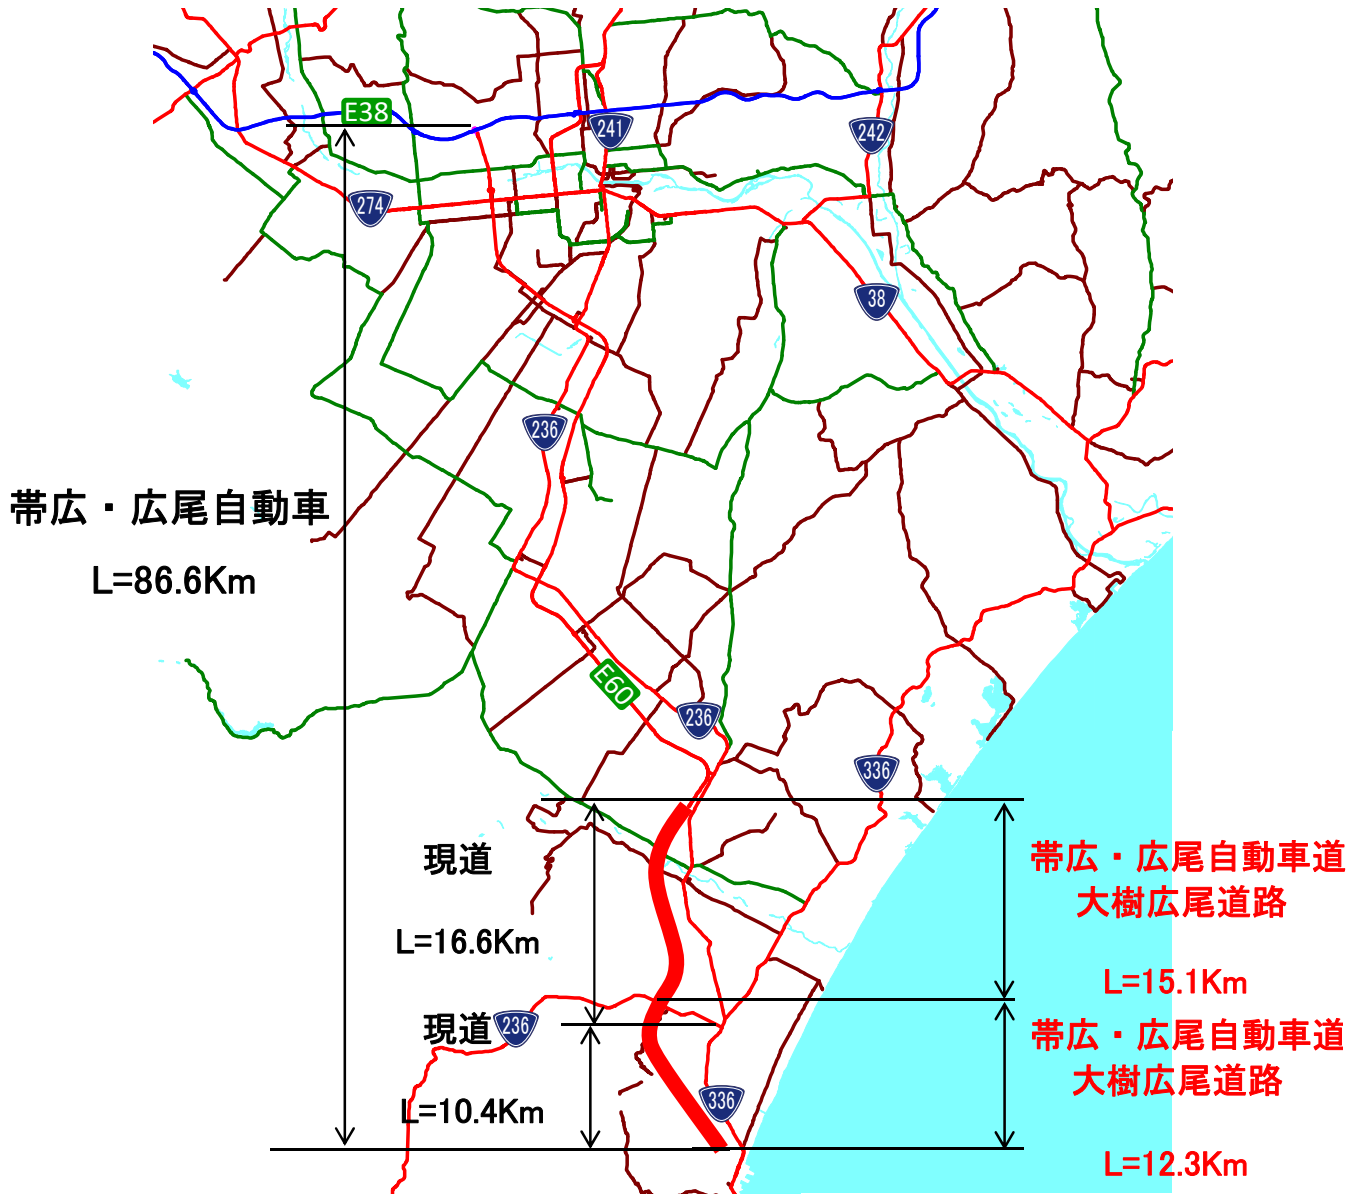 E38
241
242
274
38
236
帯広・広尾自動車
L=86.6Km
E60
236
336
現道
L=16.6Km
帯広・広尾自動車道
大樹広尾道路
L=15.1Km
現道
236
L=10.4Km
336
帯広・広尾自動車道
大樹広尾道路
L=12.3Km